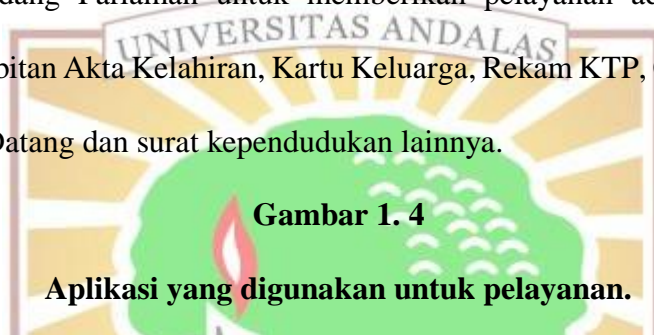 dang Pariaman untuk memberikan pelayanan
UNIVERSITAS ANDALAS
bitan Akta Kelahiran, Kartu Keluarga, Rekam KTP,
Datang dan surat kependudukan lainnya.
Gambar 1. 4
Aplikasi yang digunakan untuk pelayanan.